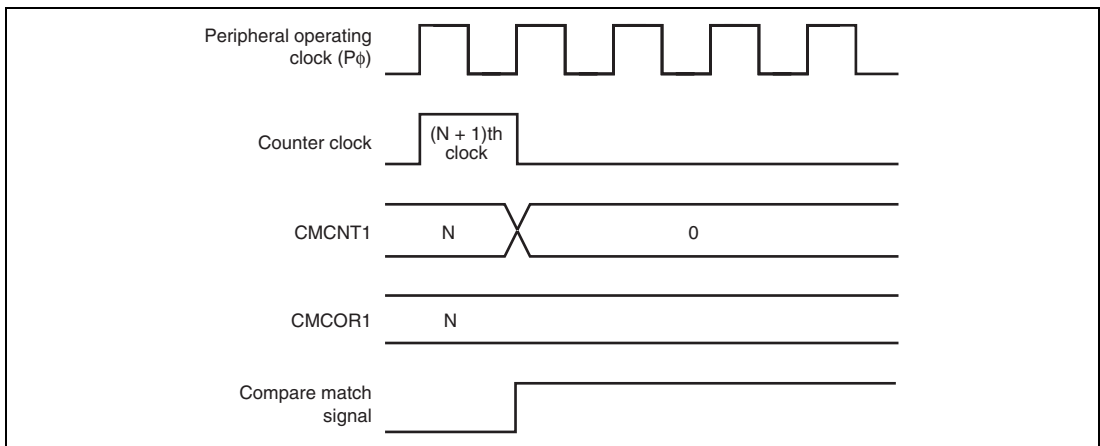 Peripheral operating
clock (Pϕ)
Counter clock
(N + 1)th
clock
CMCNT1
N
0
CMCOR1
N
Compare match
signal